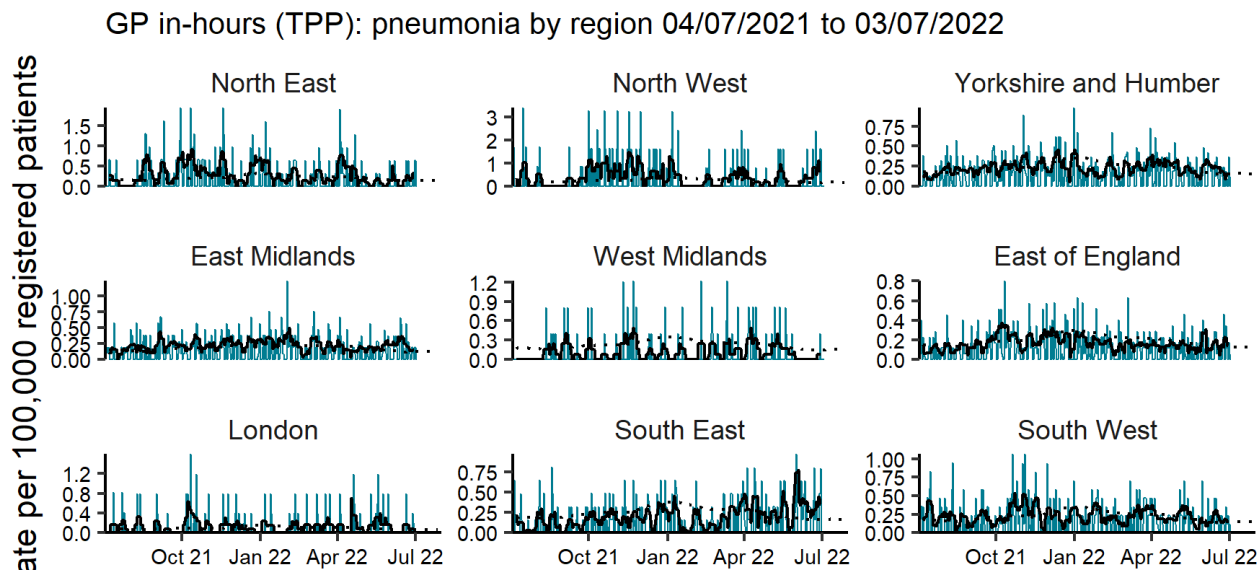 GP in-hours (TPP): pneumonia by region 04/07/2021 to 03/07/2022
ate per 100,000 registered patients
North East
North West
Yorkshire and Humber
1.5
1.0
0.5
0.0
3
2
1
0
0.75
0.50
0.25
0.00
East Midlands
West Midlands
East of England
1.00
0.75
0.50
0.25
0.00
1.2
0.9
0.6
0.3
0.0
0.8
0.6
0.4
0.2
0.0
London
South East
South West
1.2
0.8
0.4
0.0
0.75
0.50
0.25
0.00
1.00
0.75
0.50
0.25
0.00
Oct 21 Jan 22 Apr 22 Jul 22
Oct 21 Jan 22 Apr 22 Jul 22
Oct 21 Jan 22 Apr 22 Jul 22